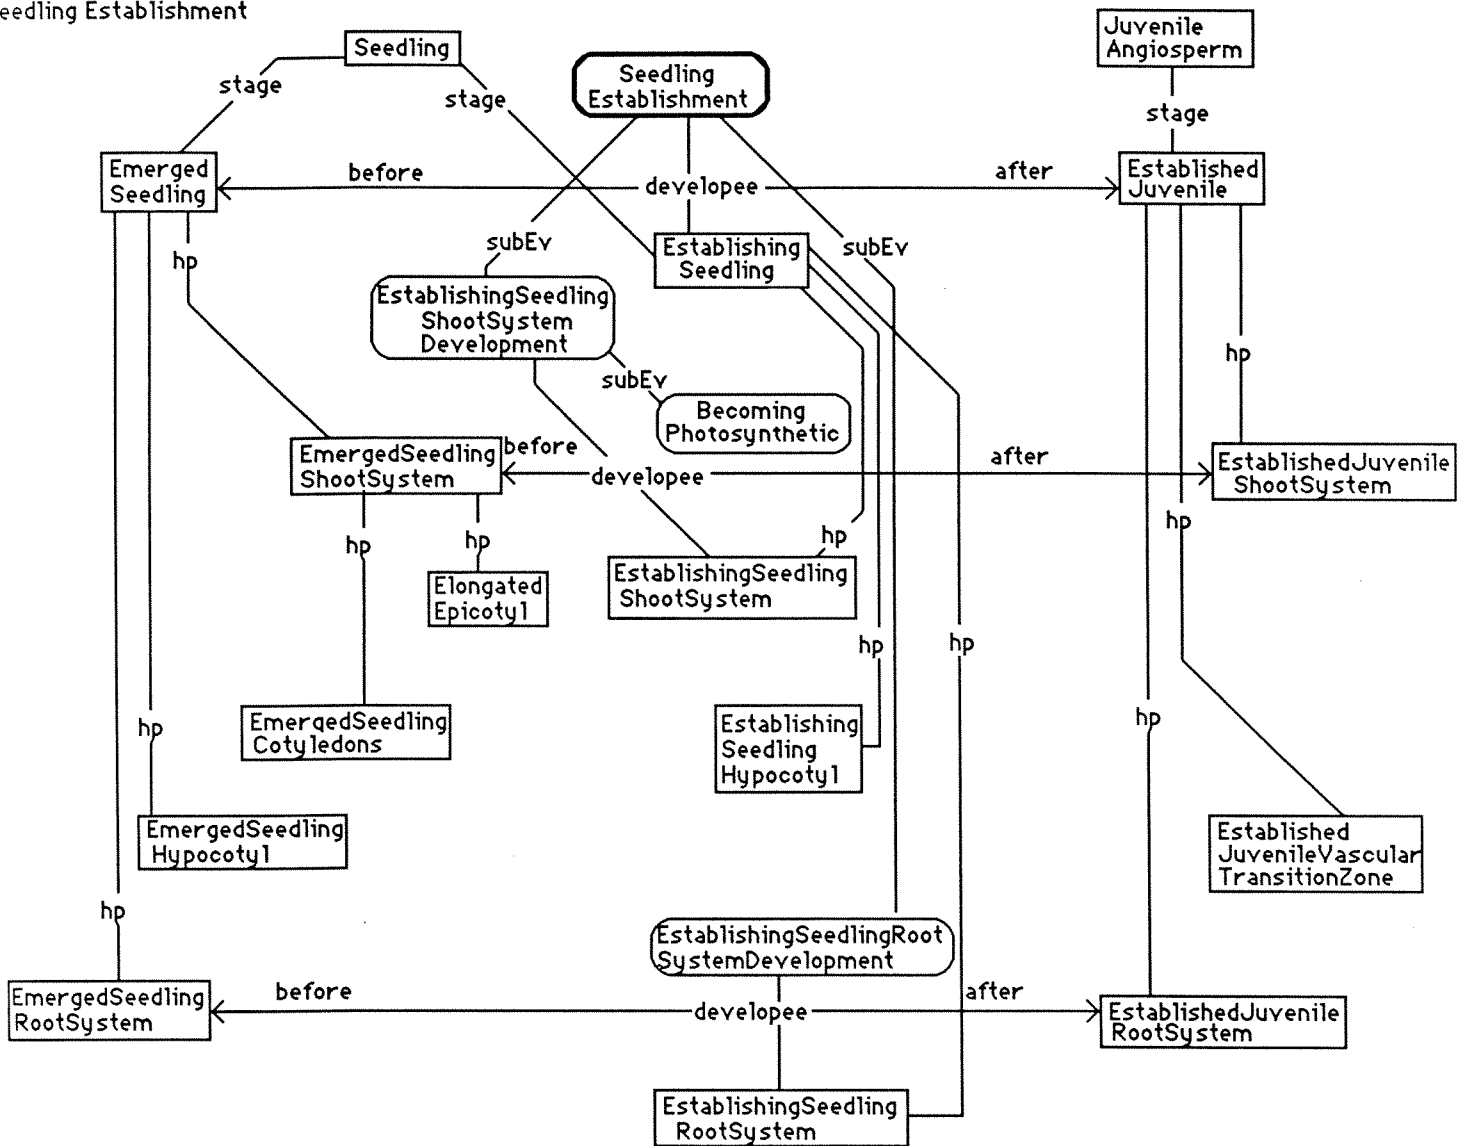 eedling Establishment
Seedling
Juvenile
Angiosperm
Seedling
Establishment
stage
stage
stage
Emerged
Seedling
before
developee
after
Established
Juvenile
subEv
Establishing
Seedling
subEv
hp
EstablishingSeedling
ShootSystem
Development
subEv
hp
Becoming
Photosynthetic
EmergedSeedling
ShootSystem
before
developee
after
EstablishedJuvenile
ShootSystem
hp
hp
hp
hp
Elongated
Epicotyl
EstablishingSeedling
ShootSystem
hp
hp
EmergedSeedling
Cotyledons
hp
Establishing
Seedling
Hypocotyl
hp
EmergedSeedling
Hypocotyl
Established
JuvenileVascular
TransitionZone
hp
EstablishingSeedlingRoot
SystemDevelopment
EmergedSeedling
RootSystem
before
developee
after
EstablishedJuvenile
RootSystem
EstablishingSeedling
RootSystem